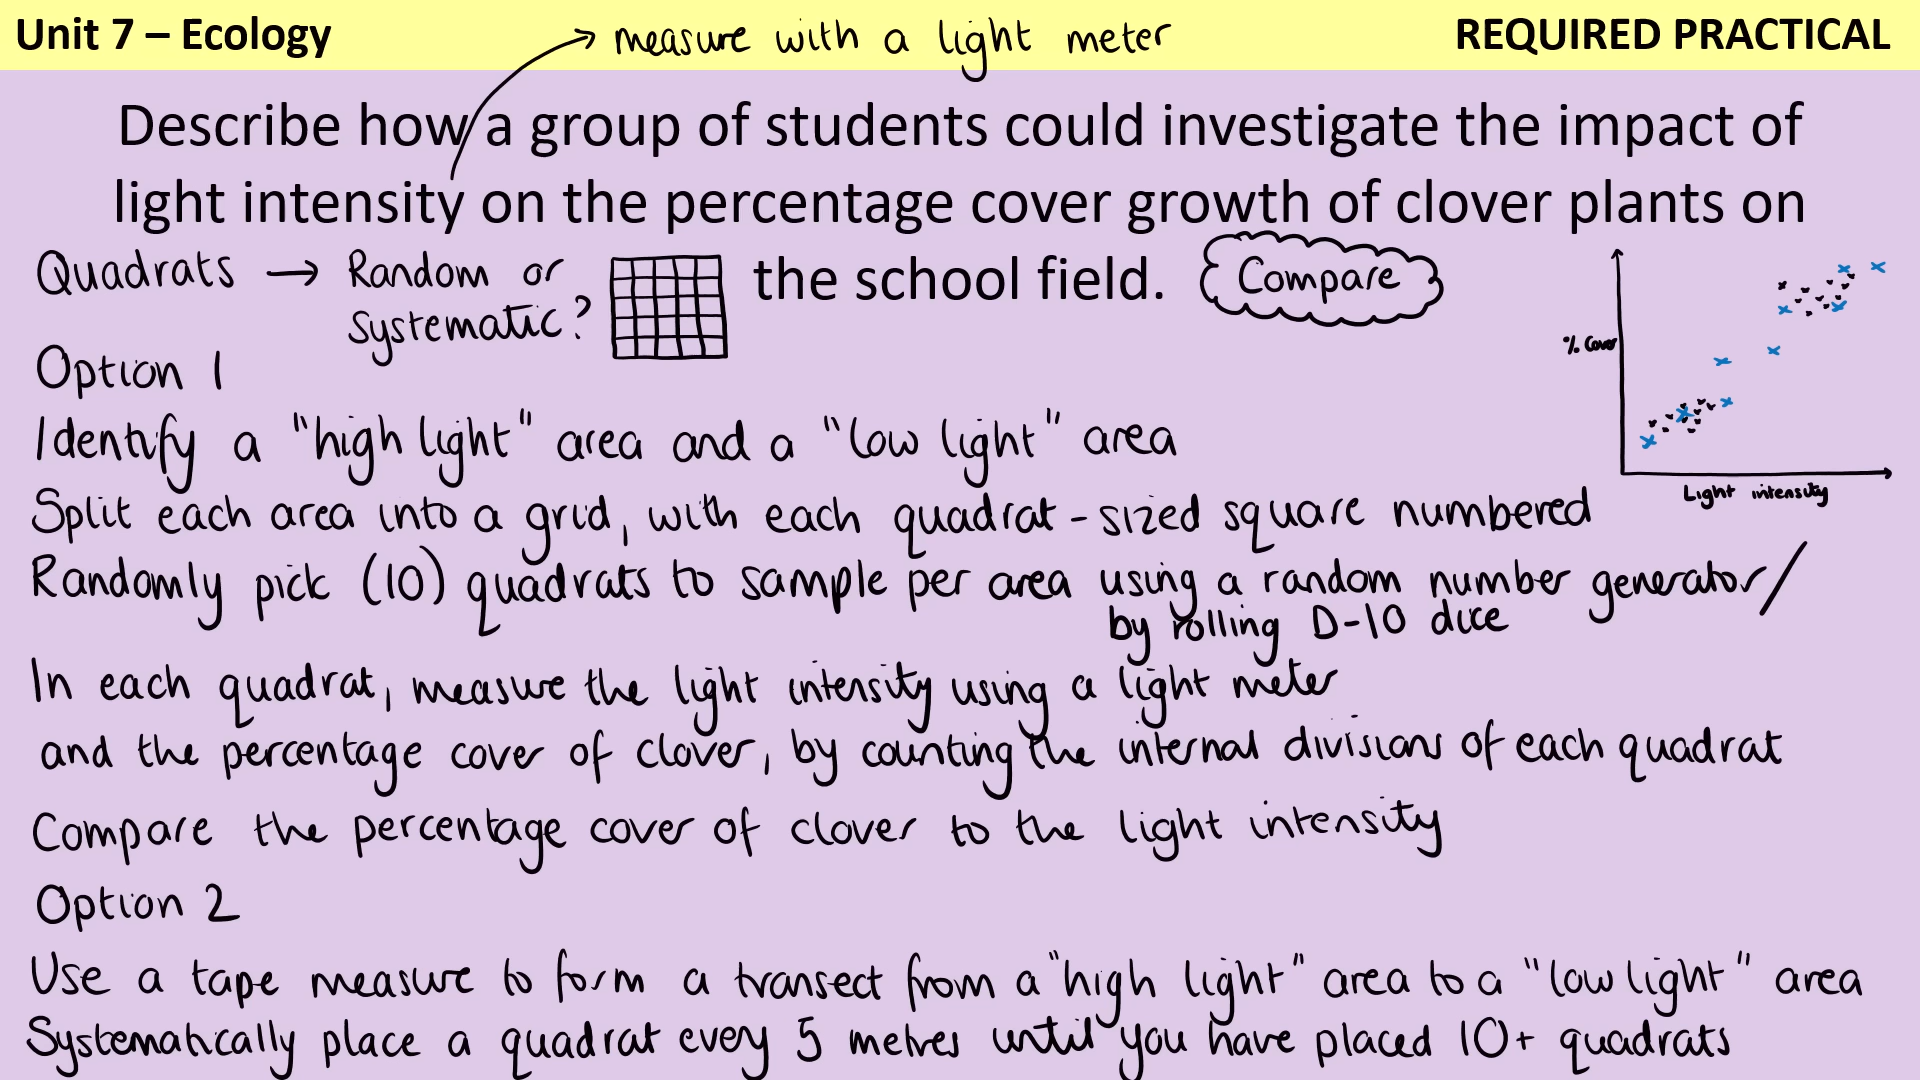 Unit 7 – Ecology
measure with a light meter
REQUIRED PRACTICAL
Describe how a group of students could investigate the impact of
light intensity on the percentage cover growth of clover plants on
the school field.
Compare
Quadrats → Random or
Systematic?
% Cover
Light intensity
Option 1
Identify a "high light" area and a "low light" area
Split each area into a grid, with each quadrat-sized square numbered
Randomly pick (10) quadrats to sample per area using a random number generator/
by rolling D-10 dice
In each quadrat, measure the light intensity using a light meter
and the percentage cover of clover, by counting the internal divisions of each quadrat
Compare the percentage cover of clover to the light intensity
Option 2
Use a tape measure to form a transect from a "high light" area to a "low light" area
Systematically place a quadrat every 5 metres until you have placed 10+ quadrats